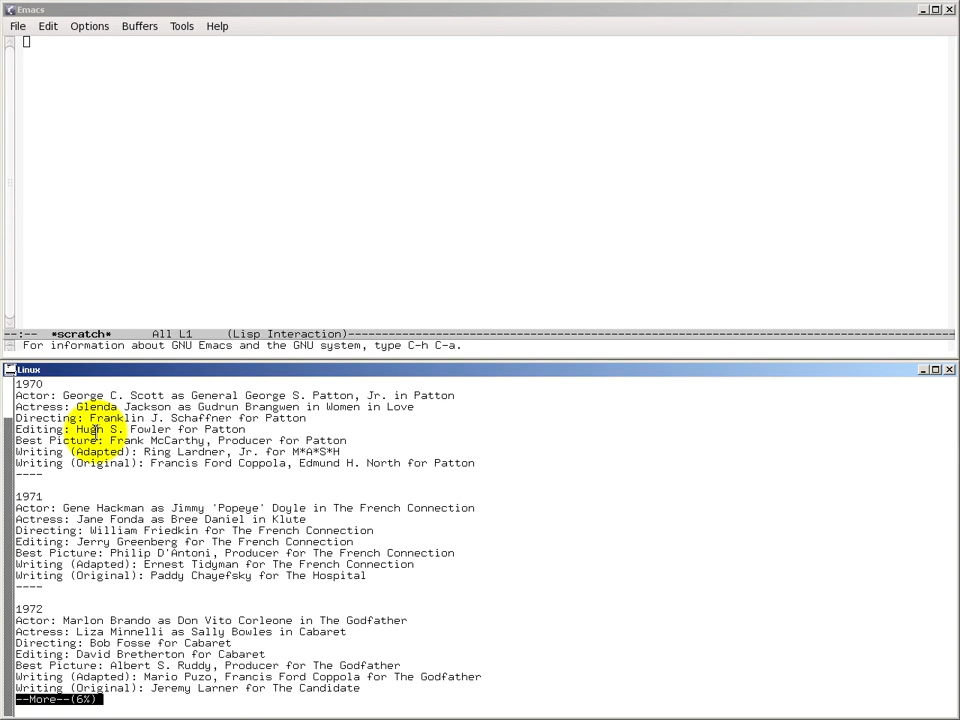 Emacs
File Edit Options Buffers Tools Help
--:-- *scratch* All L1 (Lisp Interaction)--------------------------------------------------------------------------------
For information about GNU Emacs and the GNU system, type C-h C-a.
Linux
1970
Actor: George C. Scott as General George S. Patton, Jr. in Patton
Actress: Glenda Jackson as Gudrun Brangwen in Women in Love
Directing: Franklin J. Schaffner for Patton
Editing: Hugh S. Fowler for Patton
Best Picture: Frank McCarthy, Producer for Patton
Writing (Adapted): Ring Lardner, Jr. for M*A*S*H
Writing (Original): Francis Ford Coppola, Edmund H. North for Patton
----
1971
Actor: Gene Hackman as Jimmy 'Popeye' Doyle in The French Connection
Actress: Jane Fonda as Bree Daniel in Klute
Directing: William Friedkin for The French Connection
Editing: Jerry Greenberg for The French Connection
Best Picture: Philip D'Antoni, Producer for The French Connection
Writing (Adapted): Ernest Tidyman for The French Connection
Writing (Original): Paddy Chayefsky for The Hospital
----
1972
Actor: Marlon Brando as Don Vito Corleone in The Godfather
Actress: Liza Minnelli as Sally Bowles in Cabaret
Directing: Bob Fosse for Cabaret
Editing: David Bretherton for Cabaret
Best Picture: Albert S. Ruddy, Producer for The Godfather
Writing (Adapted): Mario Puzo, Francis Ford Coppola for The Godfather
Writing (Original): Jeremy Larner for The Candidate
--More--(6%)